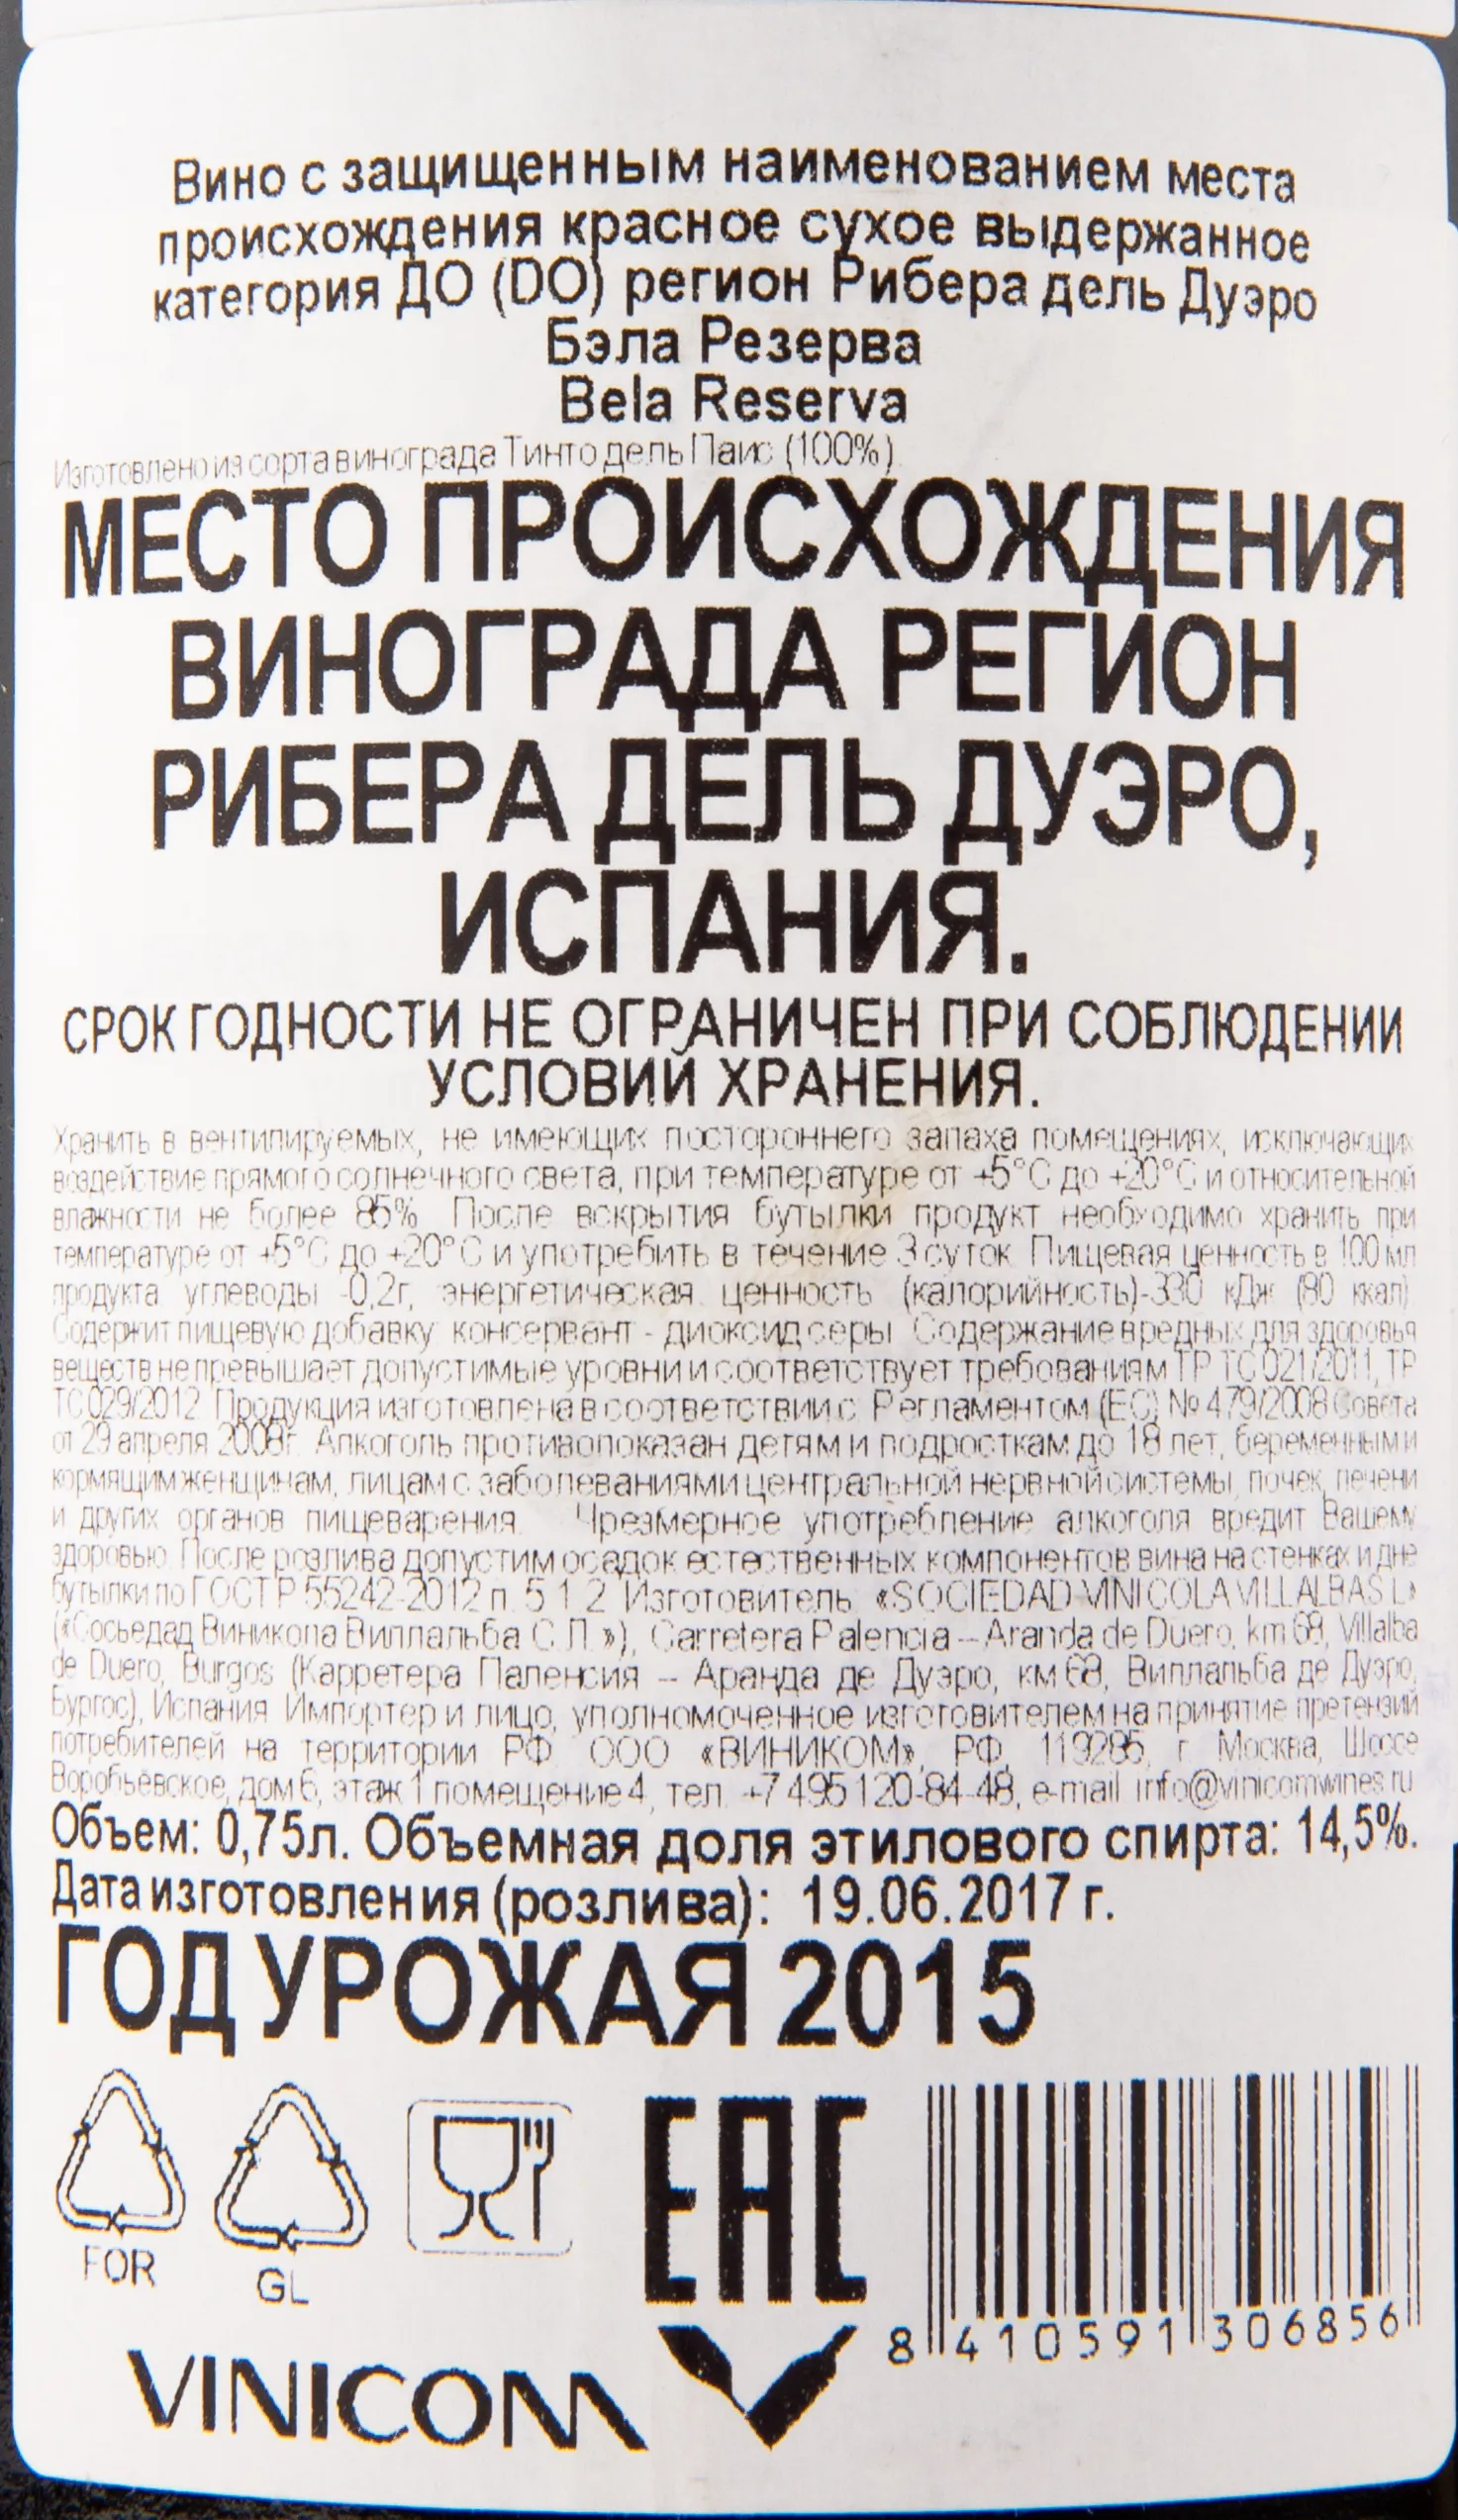 Вино с защищенным наименованием места
происхождения красное сухое выдержанное
категория ДО (DO) регион Рибера дель Дуэро
Бэла Резерва
Bela Reserva
Изготовлено из сорта винограда Тинто дель Паис (100%)
МЕСТО ПРОИСХОЖДЕНИЯ
ВИНОГРАДА РЕГИОН
РИБЕРА ДЕЛЬ ДУЭРО,
ИСПАНИЯ.
СРОК ГОДНОСТИ НЕ ОГРАНИЧЕН ПРИ СОБЛЮДЕНИИ
УСЛОВИЙ ХРАНЕНИЯ.
Хранить в вентилируемых, не имеющих постороннего запаха помещениях, исключающих
воздействие прямого солнечного света, при температуре от +5°C до +20°C и относительной
влажности не более 85%. После вскрытия бутылки продукт необходимо хранить при
температуре от +5°C до +20°C и употребить в течение 3 суток. Пищевая ценность в 100 мл
продукта: углеводы -0,2г, энергетическая ценность (калорийность)-330 кДж (80 ккал).
Содержит пищевую добавку: консервант - диоксид серы. Содержание вредных для здоровья
веществ не превышает допустимые уровни и соответствует требованиям ТР ТС 021/2011, ТР
ТС 029/2012. Продукция изготовлена в соответствии с Регламентом (ЕС) № 479/2008 Совета
от 29 апреля 2008г. Алкоголь противопоказан детям и подросткам до 18 лет, беременным и
кормящим женщинам, лицам с заболеваниями центральной нервной системы, почек, печени
и других органов пищеварения. Чрезмерное употребление алкоголя вредит Вашему
здоровью. После розлива допустим осадок естественных компонентов вина на стенках и дне
бутылки по ГОСТ Р 55242-2012 п. 5.1.2. Изготовитель: «SOCIEDAD VINICOLA VILLALBA S.L»
(«Сосьедад Виникола Виллальба С.Л.»), Carretera Palencia – Aranda de Duero, km 68, Villalba
de Duero, Burgos (Карретера Паленсия – Аранда де Дуэро, км 68, Виллальба де Дуэро,
Бургос), Испания. Импортер и лицо, уполномоченное изготовителем на принятие претензий
потребителей на территории РФ: ООО «ВИНИКОМ», РФ, 119285, г. Москва, Шоссе
Воробьёвское, дом 6, этаж 1 помещение 4, тел. +7 495 120-84-48, e-mail: info@vinicomwines.ru
Объем: 0,75л. Объемная доля этилового спирта: 14,5%.
Дата изготовления (розлива): 19.06.2017 г.
ГОД УРОЖАЯ 2015
FOR
GL
EAC
8 410591 306856
VINICOM